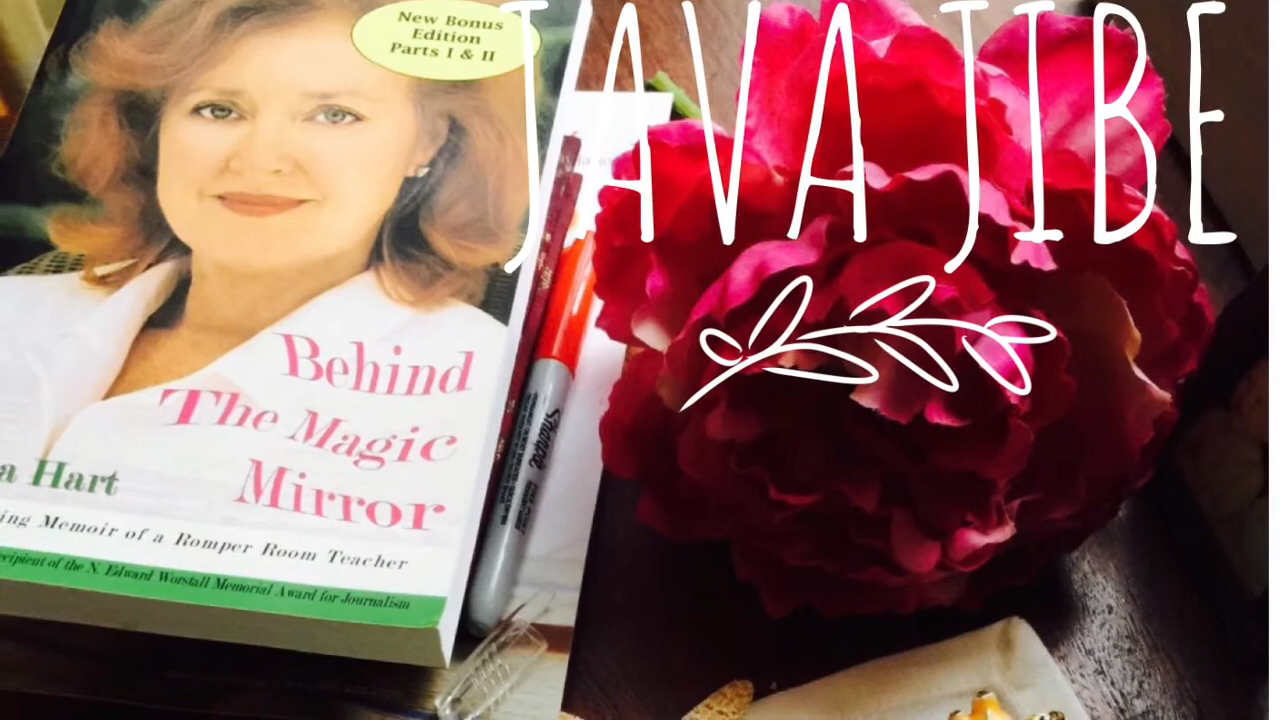 New Bonus
Edition
Parts I & II
JAVA JIBE
Behind
The Magic
Mirror
a Hart
ing Memoir of a Romper Room Teacher
ecipient of the N. Edward Worstall Memorial Award for Journalism
Sharpie